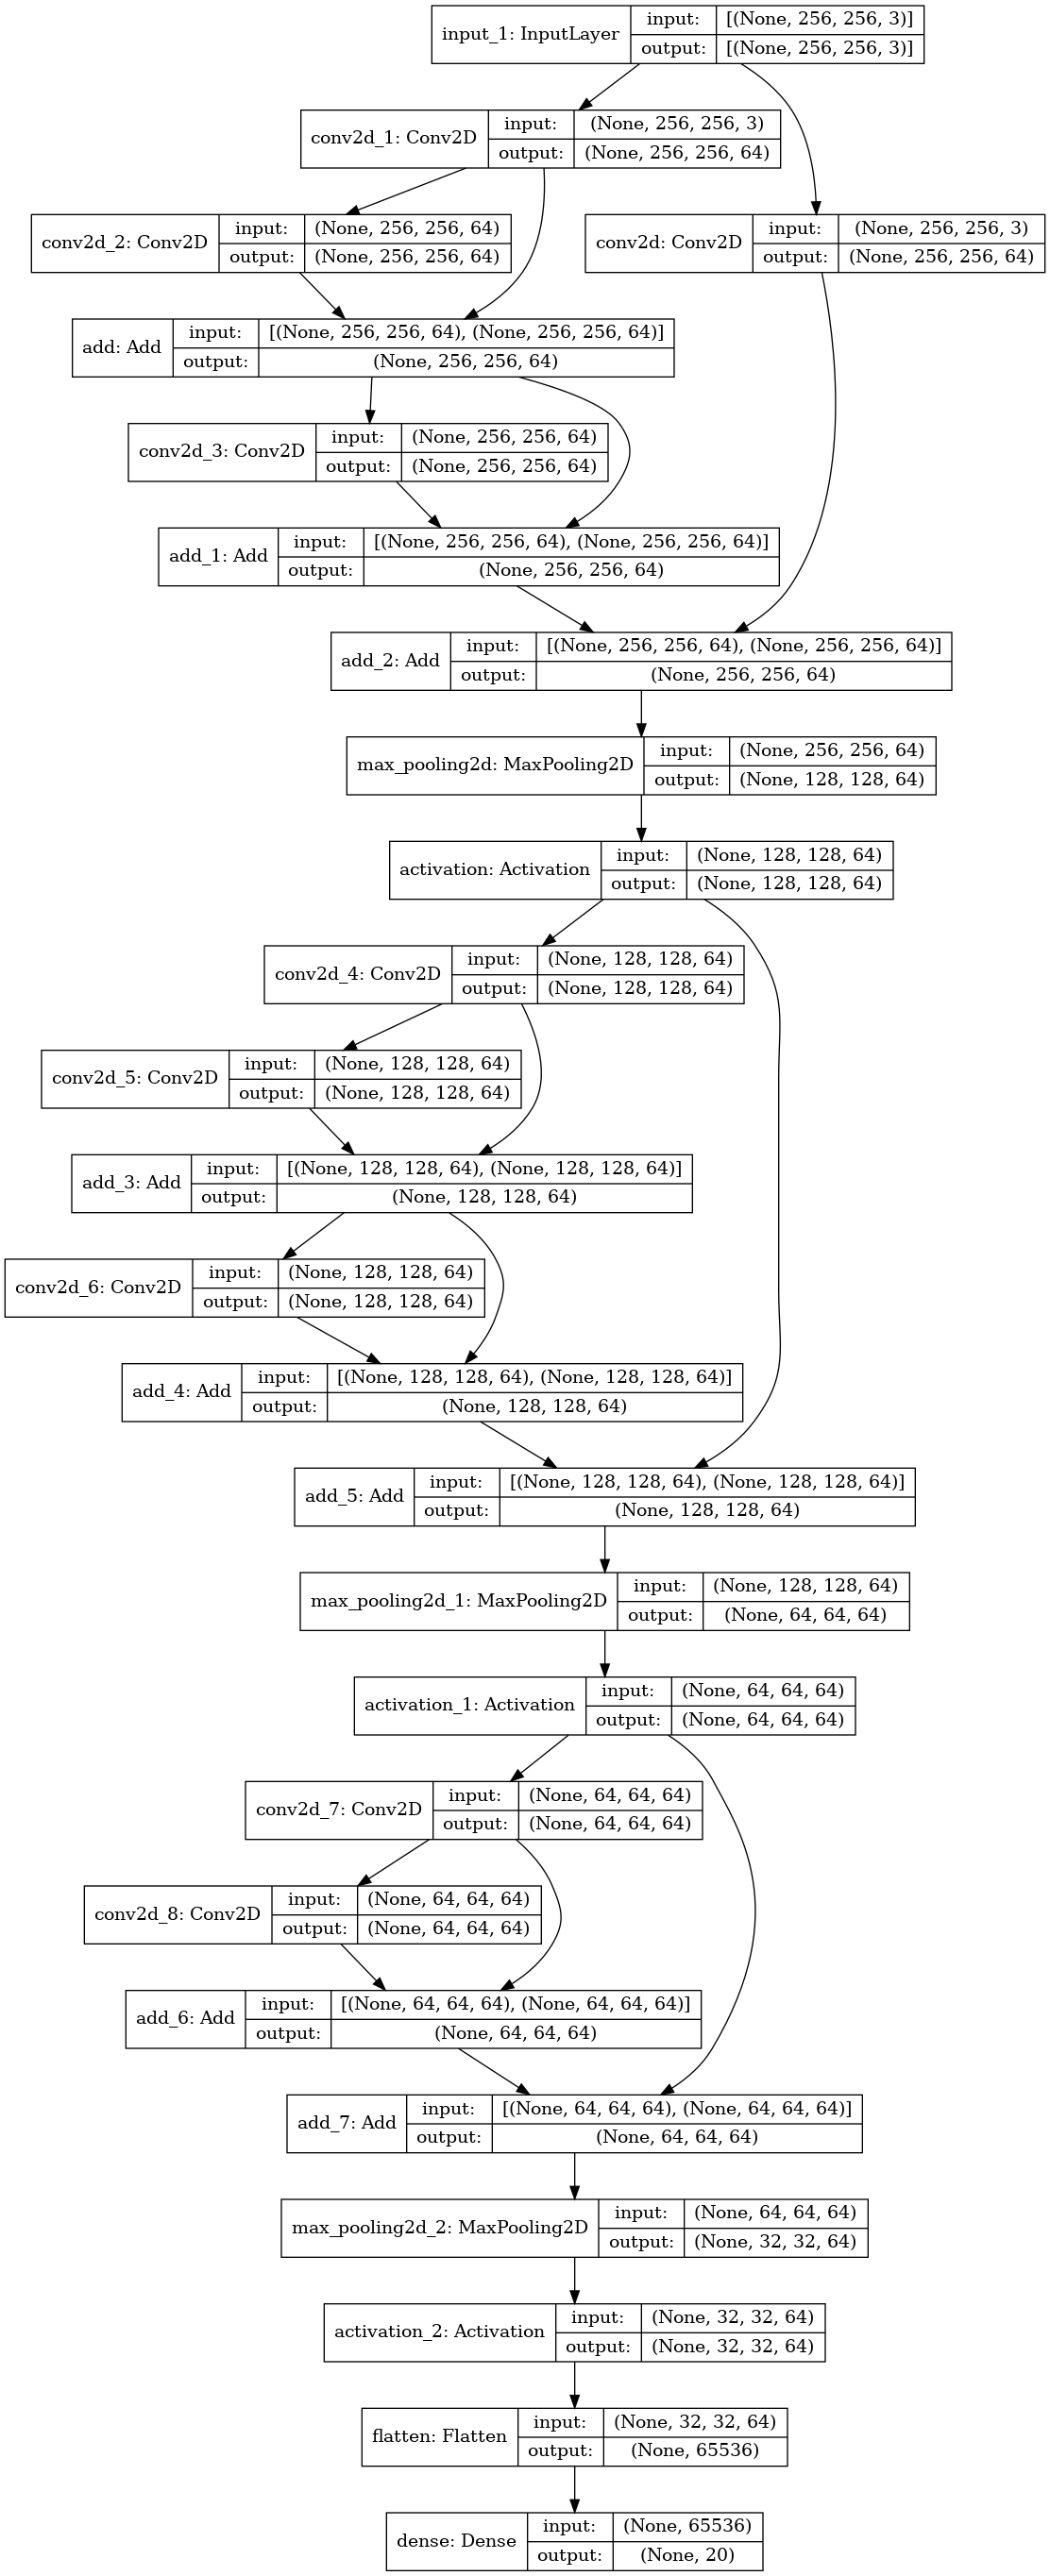 input_1: InputLayer
input:
[(None, 256, 256, 3)]
output:
[(None, 256, 256, 3)]
conv2d_1: Conv2D
input:
(None, 256, 256, 3)
output:
(None, 256, 256, 64)
conv2d_2: Conv2D
input:
(None, 256, 256, 64)
output:
(None, 256, 256, 64)
conv2d: Conv2D
input:
(None, 256, 256, 3)
output:
(None, 256, 256, 64)
add: Add
input:
[(None, 256, 256, 64), (None, 256, 256, 64)]
output:
(None, 256, 256, 64)
conv2d_3: Conv2D
input:
(None, 256, 256, 64)
output:
(None, 256, 256, 64)
add_1: Add
input:
[(None, 256, 256, 64), (None, 256, 256, 64)]
output:
(None, 256, 256, 64)
add_2: Add
input:
[(None, 256, 256, 64), (None, 256, 256, 64)]
output:
(None, 256, 256, 64)
max_pooling2d: MaxPooling2D
input:
(None, 256, 256, 64)
output:
(None, 128, 128, 64)
activation: Activation
input:
(None, 128, 128, 64)
output:
(None, 128, 128, 64)
conv2d_4: Conv2D
input:
(None, 128, 128, 64)
output:
(None, 128, 128, 64)
conv2d_5: Conv2D
input:
(None, 128, 128, 64)
output:
(None, 128, 128, 64)
add_3: Add
input:
[(None, 128, 128, 64), (None, 128, 128, 64)]
output:
(None, 128, 128, 64)
conv2d_6: Conv2D
input:
(None, 128, 128, 64)
output:
(None, 128, 128, 64)
add_4: Add
input:
[(None, 128, 128, 64), (None, 128, 128, 64)]
output:
(None, 128, 128, 64)
add_5: Add
input:
[(None, 128, 128, 64), (None, 128, 128, 64)]
output:
(None, 128, 128, 64)
max_pooling2d_1: MaxPooling2D
input:
(None, 128, 128, 64)
output:
(None, 64, 64, 64)
activation_1: Activation
input:
(None, 64, 64, 64)
output:
(None, 64, 64, 64)
conv2d_7: Conv2D
input:
(None, 64, 64, 64)
output:
(None, 64, 64, 64)
conv2d_8: Conv2D
input:
(None, 64, 64, 64)
output:
(None, 64, 64, 64)
add_6: Add
input:
[(None, 64, 64, 64), (None, 64, 64, 64)]
output:
(None, 64, 64, 64)
add_7: Add
input:
[(None, 64, 64, 64), (None, 64, 64, 64)]
output:
(None, 64, 64, 64)
max_pooling2d_2: MaxPooling2D
input:
(None, 64, 64, 64)
output:
(None, 32, 32, 64)
activation_2: Activation
input:
(None, 32, 32, 64)
output:
(None, 32, 32, 64)
flatten: Flatten
input:
(None, 32, 32, 64)
output:
(None, 65536)
dense: Dense
input:
(None, 65536)
output:
(None, 20)